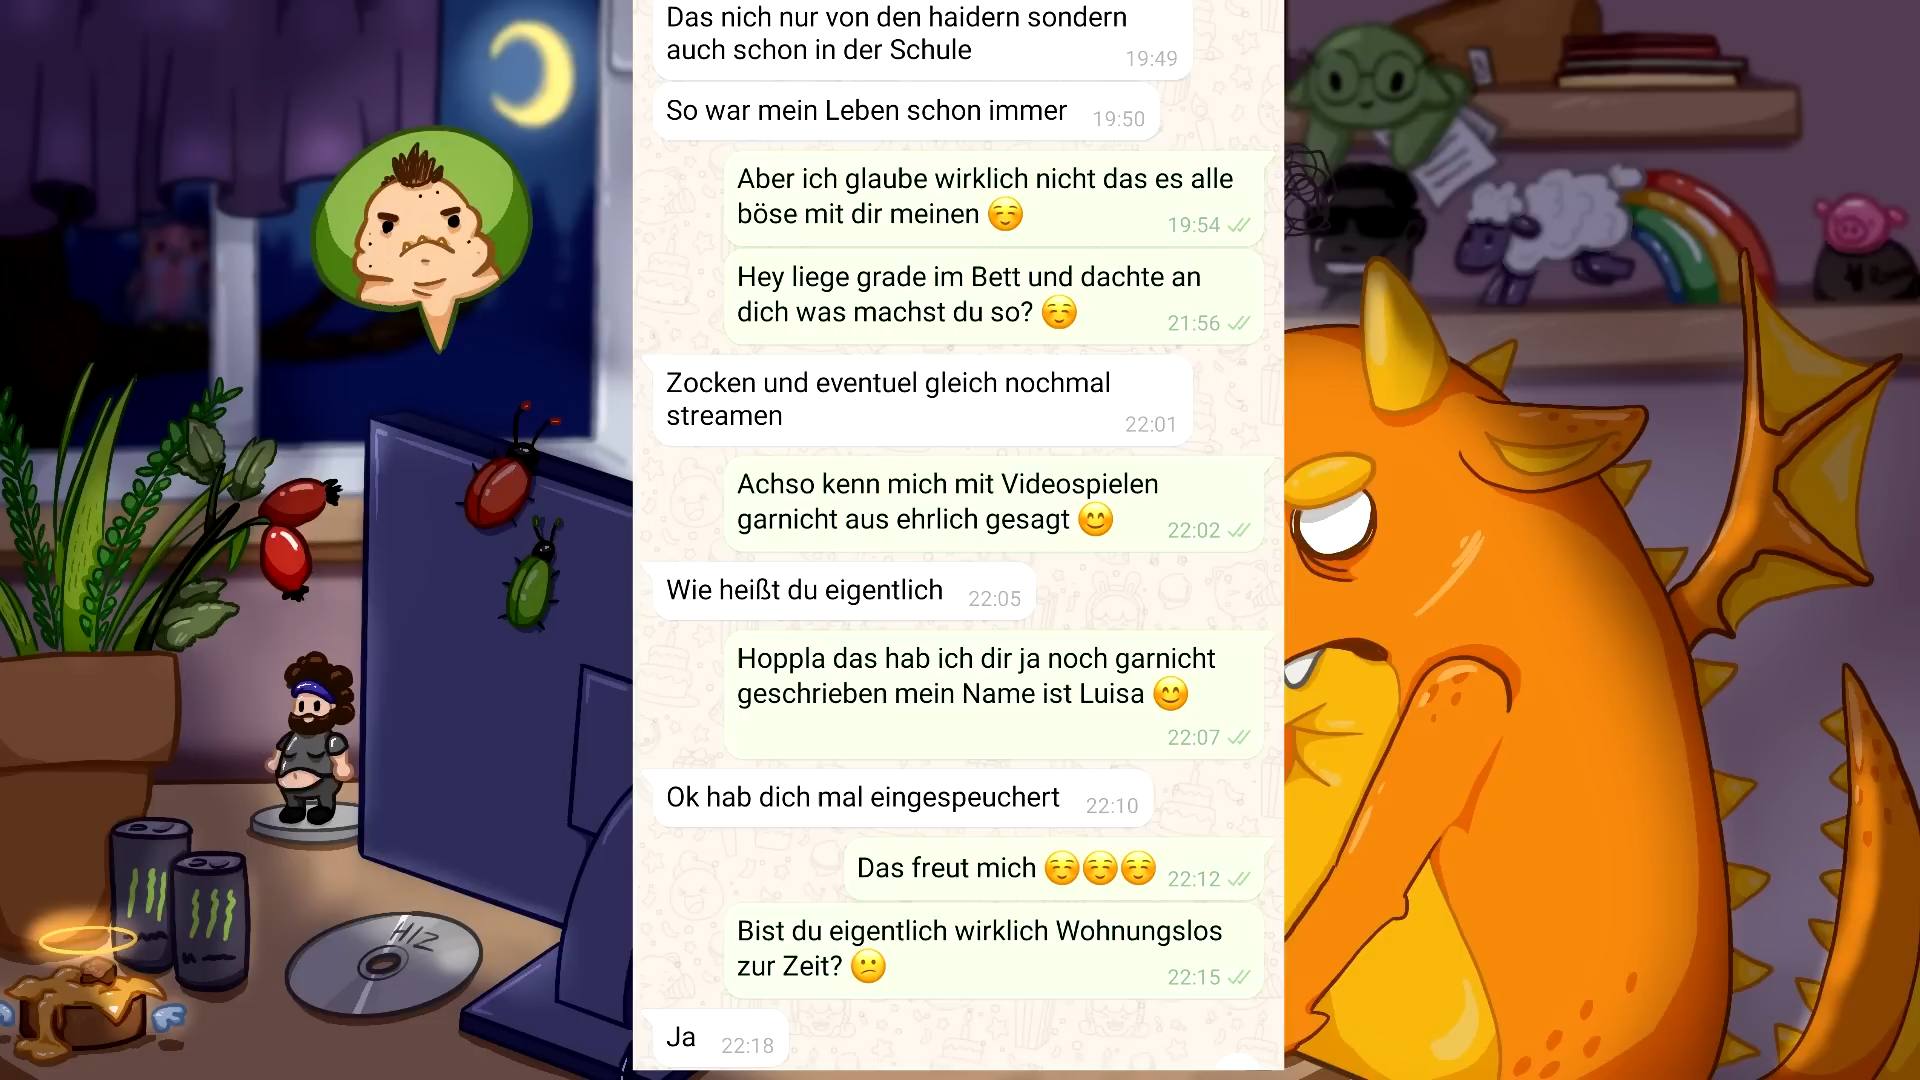 Das nich nur von den haidern sondern
auch schon in der Schule
19:49
So war mein Leben schon immer
19:50
Aber ich glaube wirklich nicht das es alle
böse mit dir meinen ☺️
19:54
Hey liege grade im Bett und dachte an
dich was machst du so? ☺️
21:56
Zocken und eventuel gleich nochmal
streamen
22:01
Achso kenn mich mit Videospielen
garnicht aus ehrlich gesagt 😊
22:02
Wie heißt du eigentlich
22:05
Hoppla das hab ich dir ja noch garnicht
geschrieben mein Name ist Luisa 😊
22:07
Ok hab dich mal eingespeuchert
22:10
Das freut mich ☺️☺️☺️
22:12
Bist du eigentlich wirklich Wohnungslos
zur Zeit? 😕
22:15
Ja
22:18